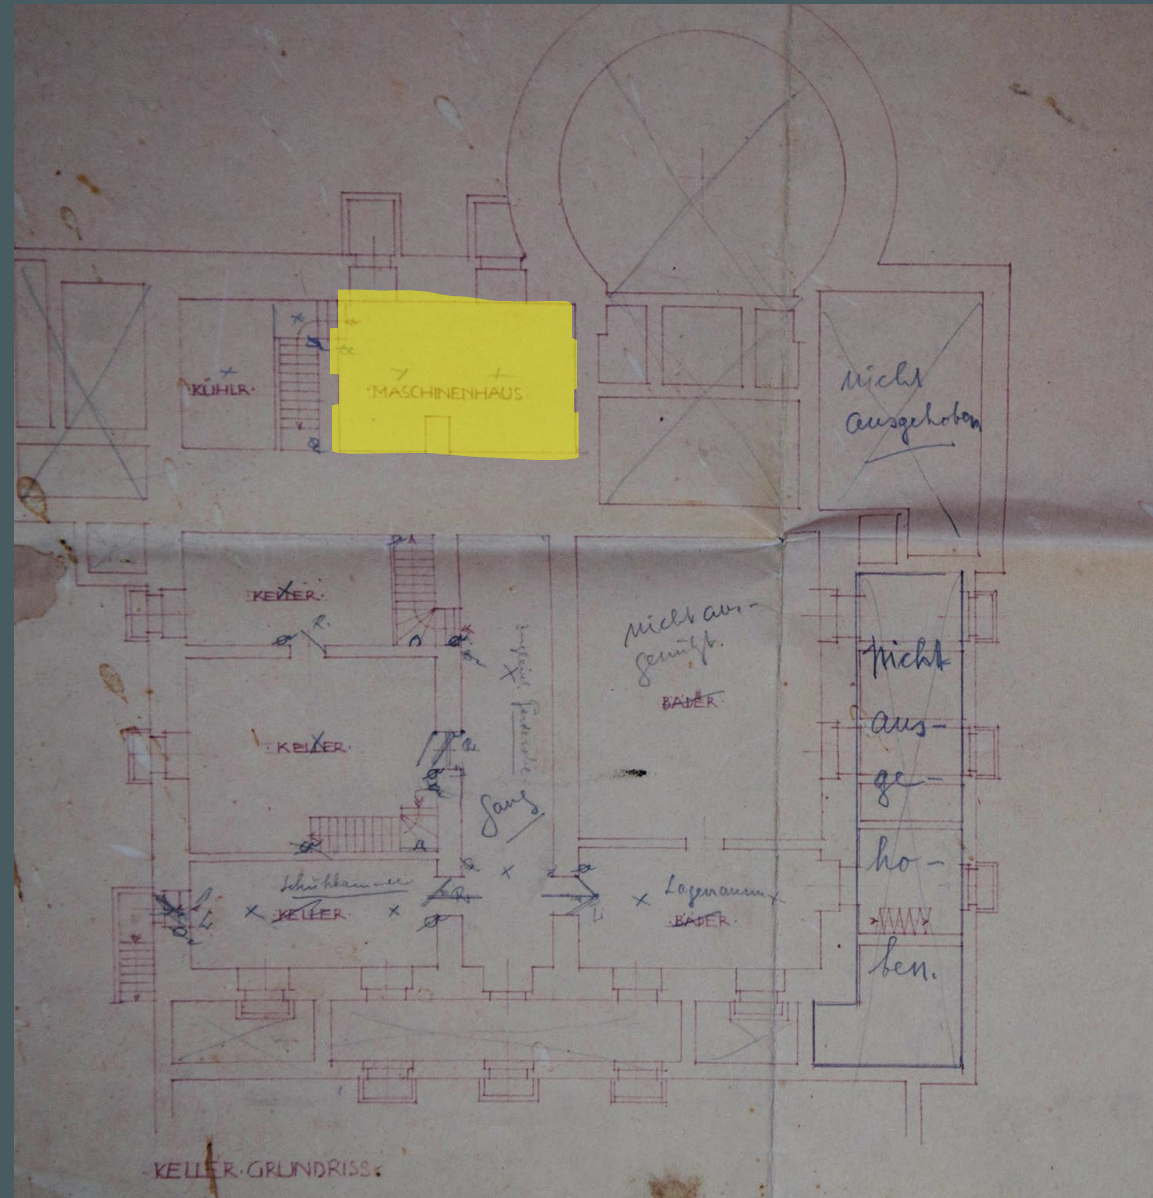 ·KÜHLR·
·MASCHINENHAUS·
nicht
ausgehoben
·KELLER·
R.
nicht aus-
genützt.
BÄDER·
nicht
aus-
ge-
ho-
ben.
·KELLER·
Gang
Lagerraum
·KELLER·
R.
·BÄDER·
·KELLER·GRUNDRISS·